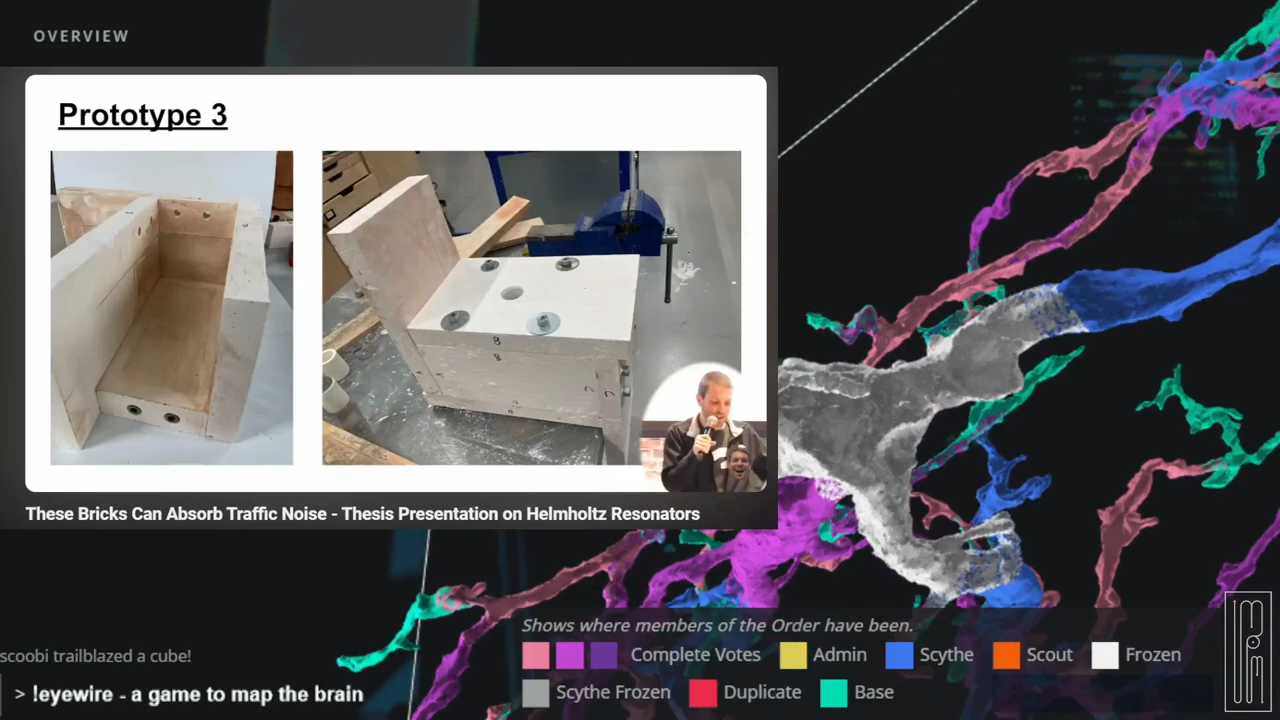 OVERVIEW
Prototype 3
These Bricks Can Absorb Traffic Noise - Thesis Presentation on Helmholtz Resonators
Shows where members of the Order have been.
Complete Votes Admin Scythe Scout Frozen
Scythe Frozen Duplicate Base
scoobi trailblazed a cube!
> !eyewire - a game to map the brain